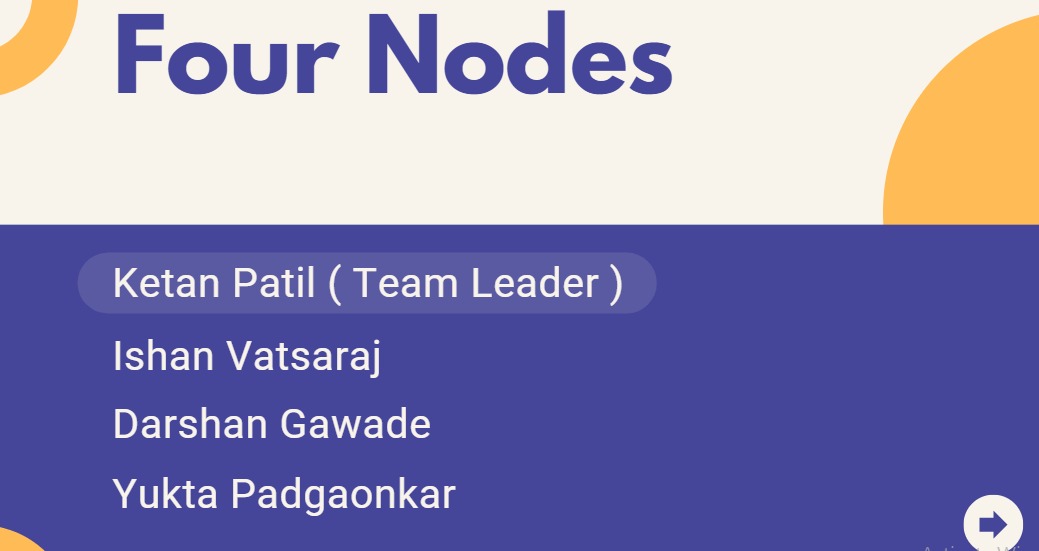 Four Nodes
Ketan Patil ( Team Leader )
Ishan Vatsaraj
Darshan Gawade
Yukta Padgaonkar